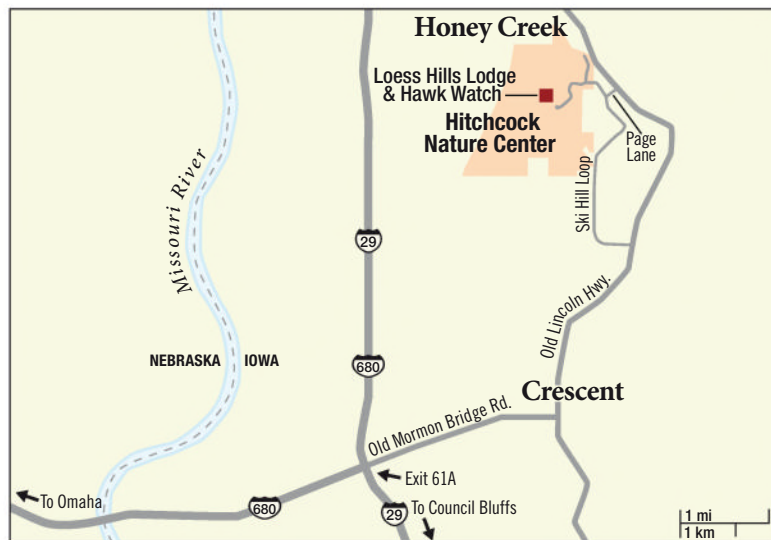 Honey Creek
Loess Hills Lodge
& Hawk Watch
Hitchcock
Nature Center
Page
Lane
Ski Hill Loop
Missouri River
29
Old Lincoln Hwy.
NEBRASKA
IOWA
680
Crescent
Old Mormon Bridge Rd.
Exit 61A
To Omaha
680
29
To Council Bluffs
1 mi
1 km